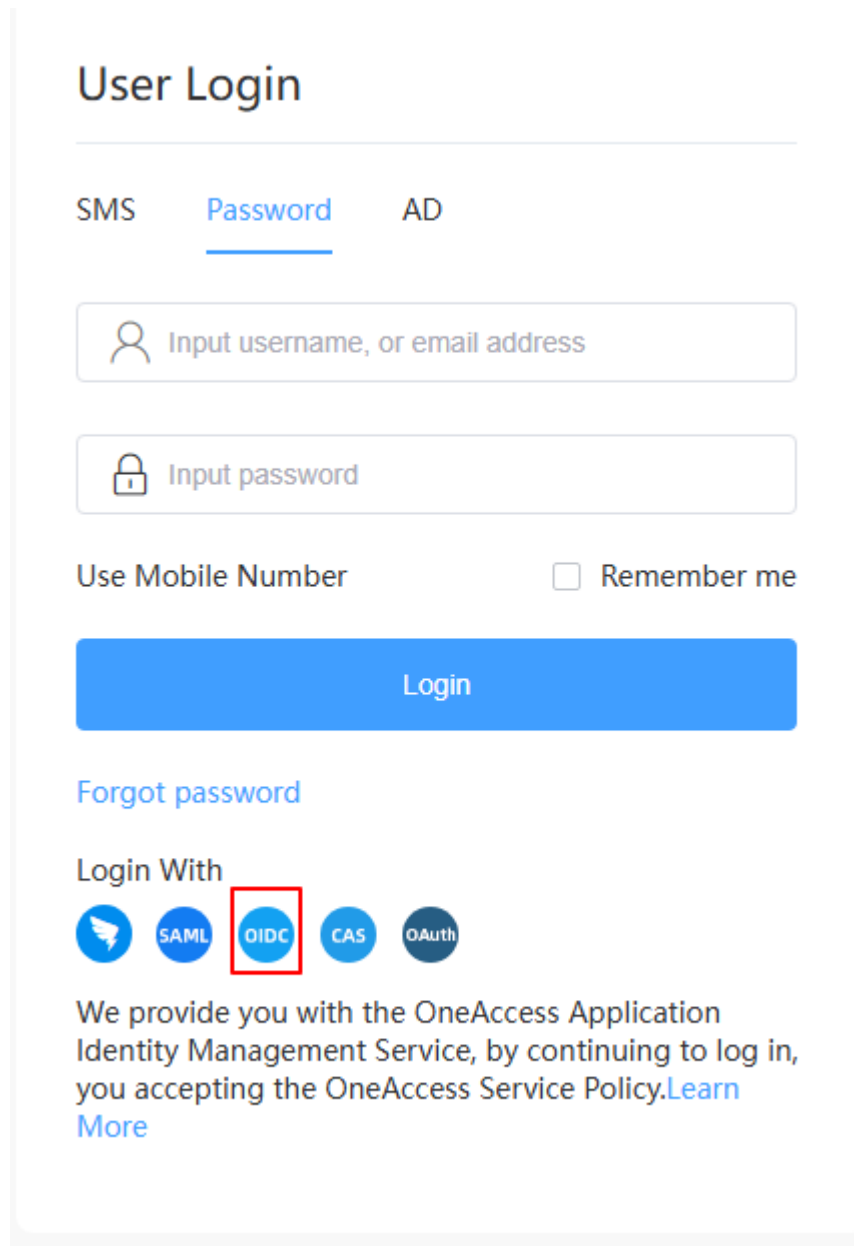 User Login
SMS Password AD
Input username, or email address
Input password
Use Mobile Number Remember me
Login
Forgot password
Login With
SAML OIDC CAS OAuth
We provide you with the OneAccess Application
Identity Management Service, by continuing to log in,
you accepting the OneAccess Service Policy.Learn
More